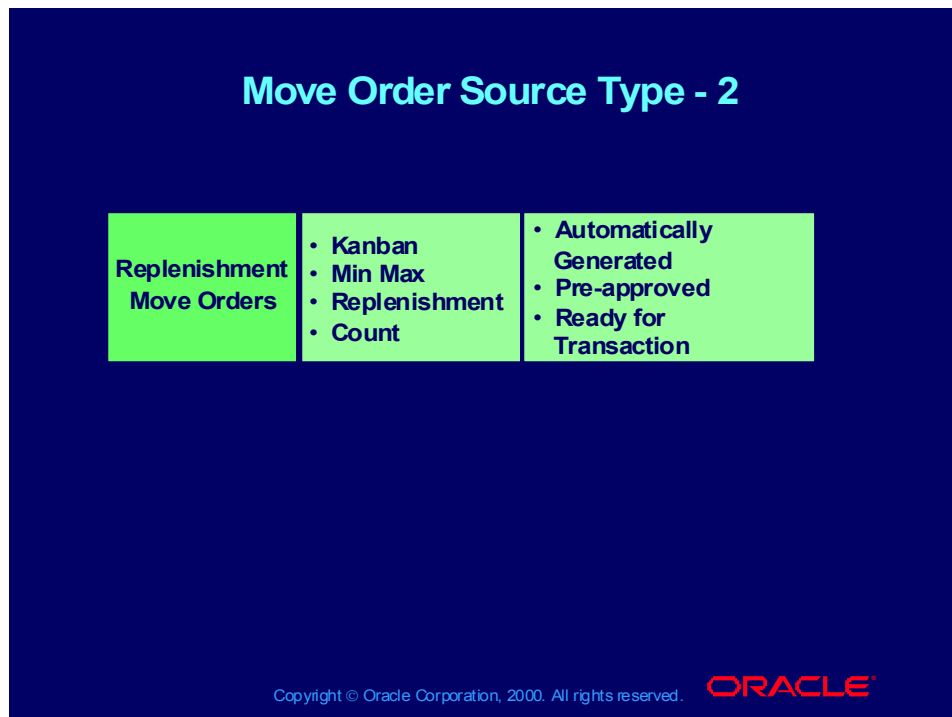 Move Order Source Type - 2
Replenishment
Move Orders
• Kanban
• Min Max
• Replenishment
• Count
• Automatically
Generated
• Pre-approved
• Ready for
Transaction
Copyright © Oracle Corporation, 2000. All rights reserved.
ORACLE®